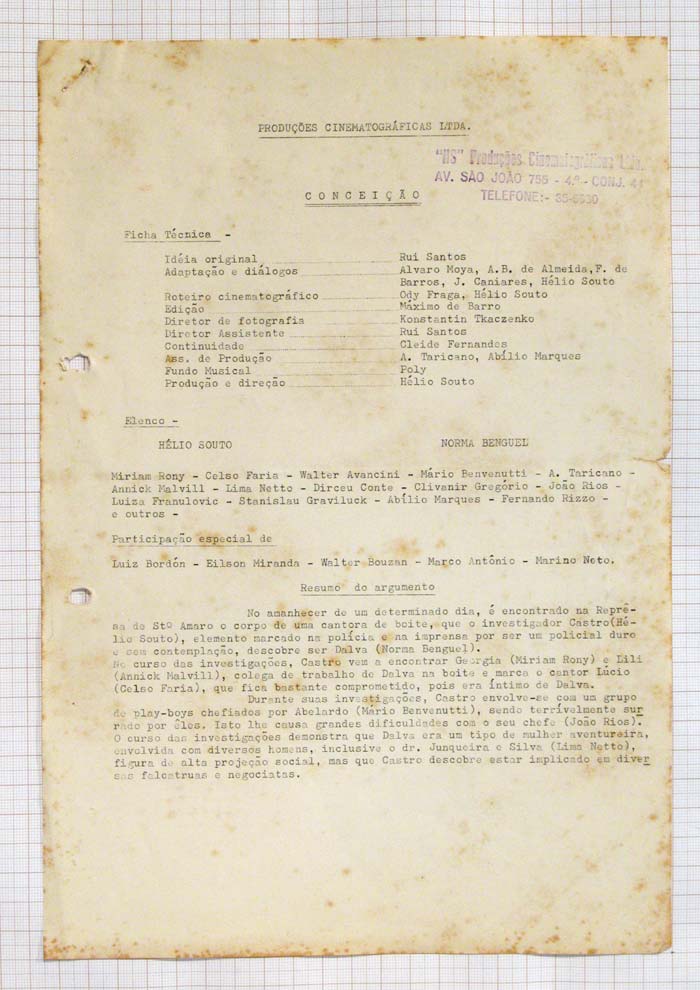 PRODUÇÕES CINEMATOGRÁFICAS LTDA.
"HS" Produções Cinematográficas Ltda.
AV. SÃO JOÃO 755 - 4.º - CONJ. 41
TELEFONE:- 35-5530
CONCEIÇÃO
Ficha Técnica -
Idéia original Rui Santos
Adaptação e diálogos Alvaro Moya, A.B. de Almeida, F. de
Barros, J. Caniares, Hélio Souto
Roteiro cinematográfico Ody Fraga, Hélio Souto
Edição Máximo de Barro
Diretor de fotografia Konstantin Tkaczenko
Diretor Assistente Rui Santos
Continuidade Cleide Fernandes
Ass. de Produção A. Taricano, Abílio Marques
Fundo Musical Poly
Produção e direção Hélio Souto
Elenco -
HÉLIO SOUTO NORMA BENGUEL
Miriam Rony - Celso Faria - Walter Avancini - Mário Benvenutti - A. Taricano -
Annick Malvill - Lima Netto - Dirceu Conte - Clivanir Gregório - João Rios -
Luiza Franulovic - Stanislau Graviluck - Abílio Marques - Fernando Rizzo -
e outros -
Participação especial de
Luiz Bordón - Eilson Miranda - Walter Bouzan - Marco Antônio - Marino Neto.
Resumo do argumento
No amanhecer de um determinado dia, é encontrado na Reprê-
sa de Stº Amaro o corpo de uma cantora de boite, que o investigador Castro(Hé-
lio Souto), elemento marcado na polícia e na imprensa por ser um policial duro
e sem contemplação, descobre ser Dalva (Norma Benguel).
No curso das investigações, Castro vem a encontrar Georgia (Miriam Rony) e Lili
(Annick Malvill), colega de trabalho de Dalva na boite e marca o cantor Lúcio
(Celso Faria), que fica bastante comprometido, pois era íntimo de Dalva.
Durante suas investigações, Castro envolve-se com um grupo
de play-boys chefiados por Abelardo (Mário Benvenutti), sendo terrívelmente sur
rado por êles. Isto lhe causa grandes dificuldades com o seu chefe (João Rios).
O curso das investigações demonstra que Dalva era um tipo de mulher aventureira,
envolvida com diversos homens, inclusive o dr. Junqueira e Silva (Lima Netto),
figura de alta projeção social, mas que Castro descobre estar implicado em diver
sas falcatruas e negociatas.